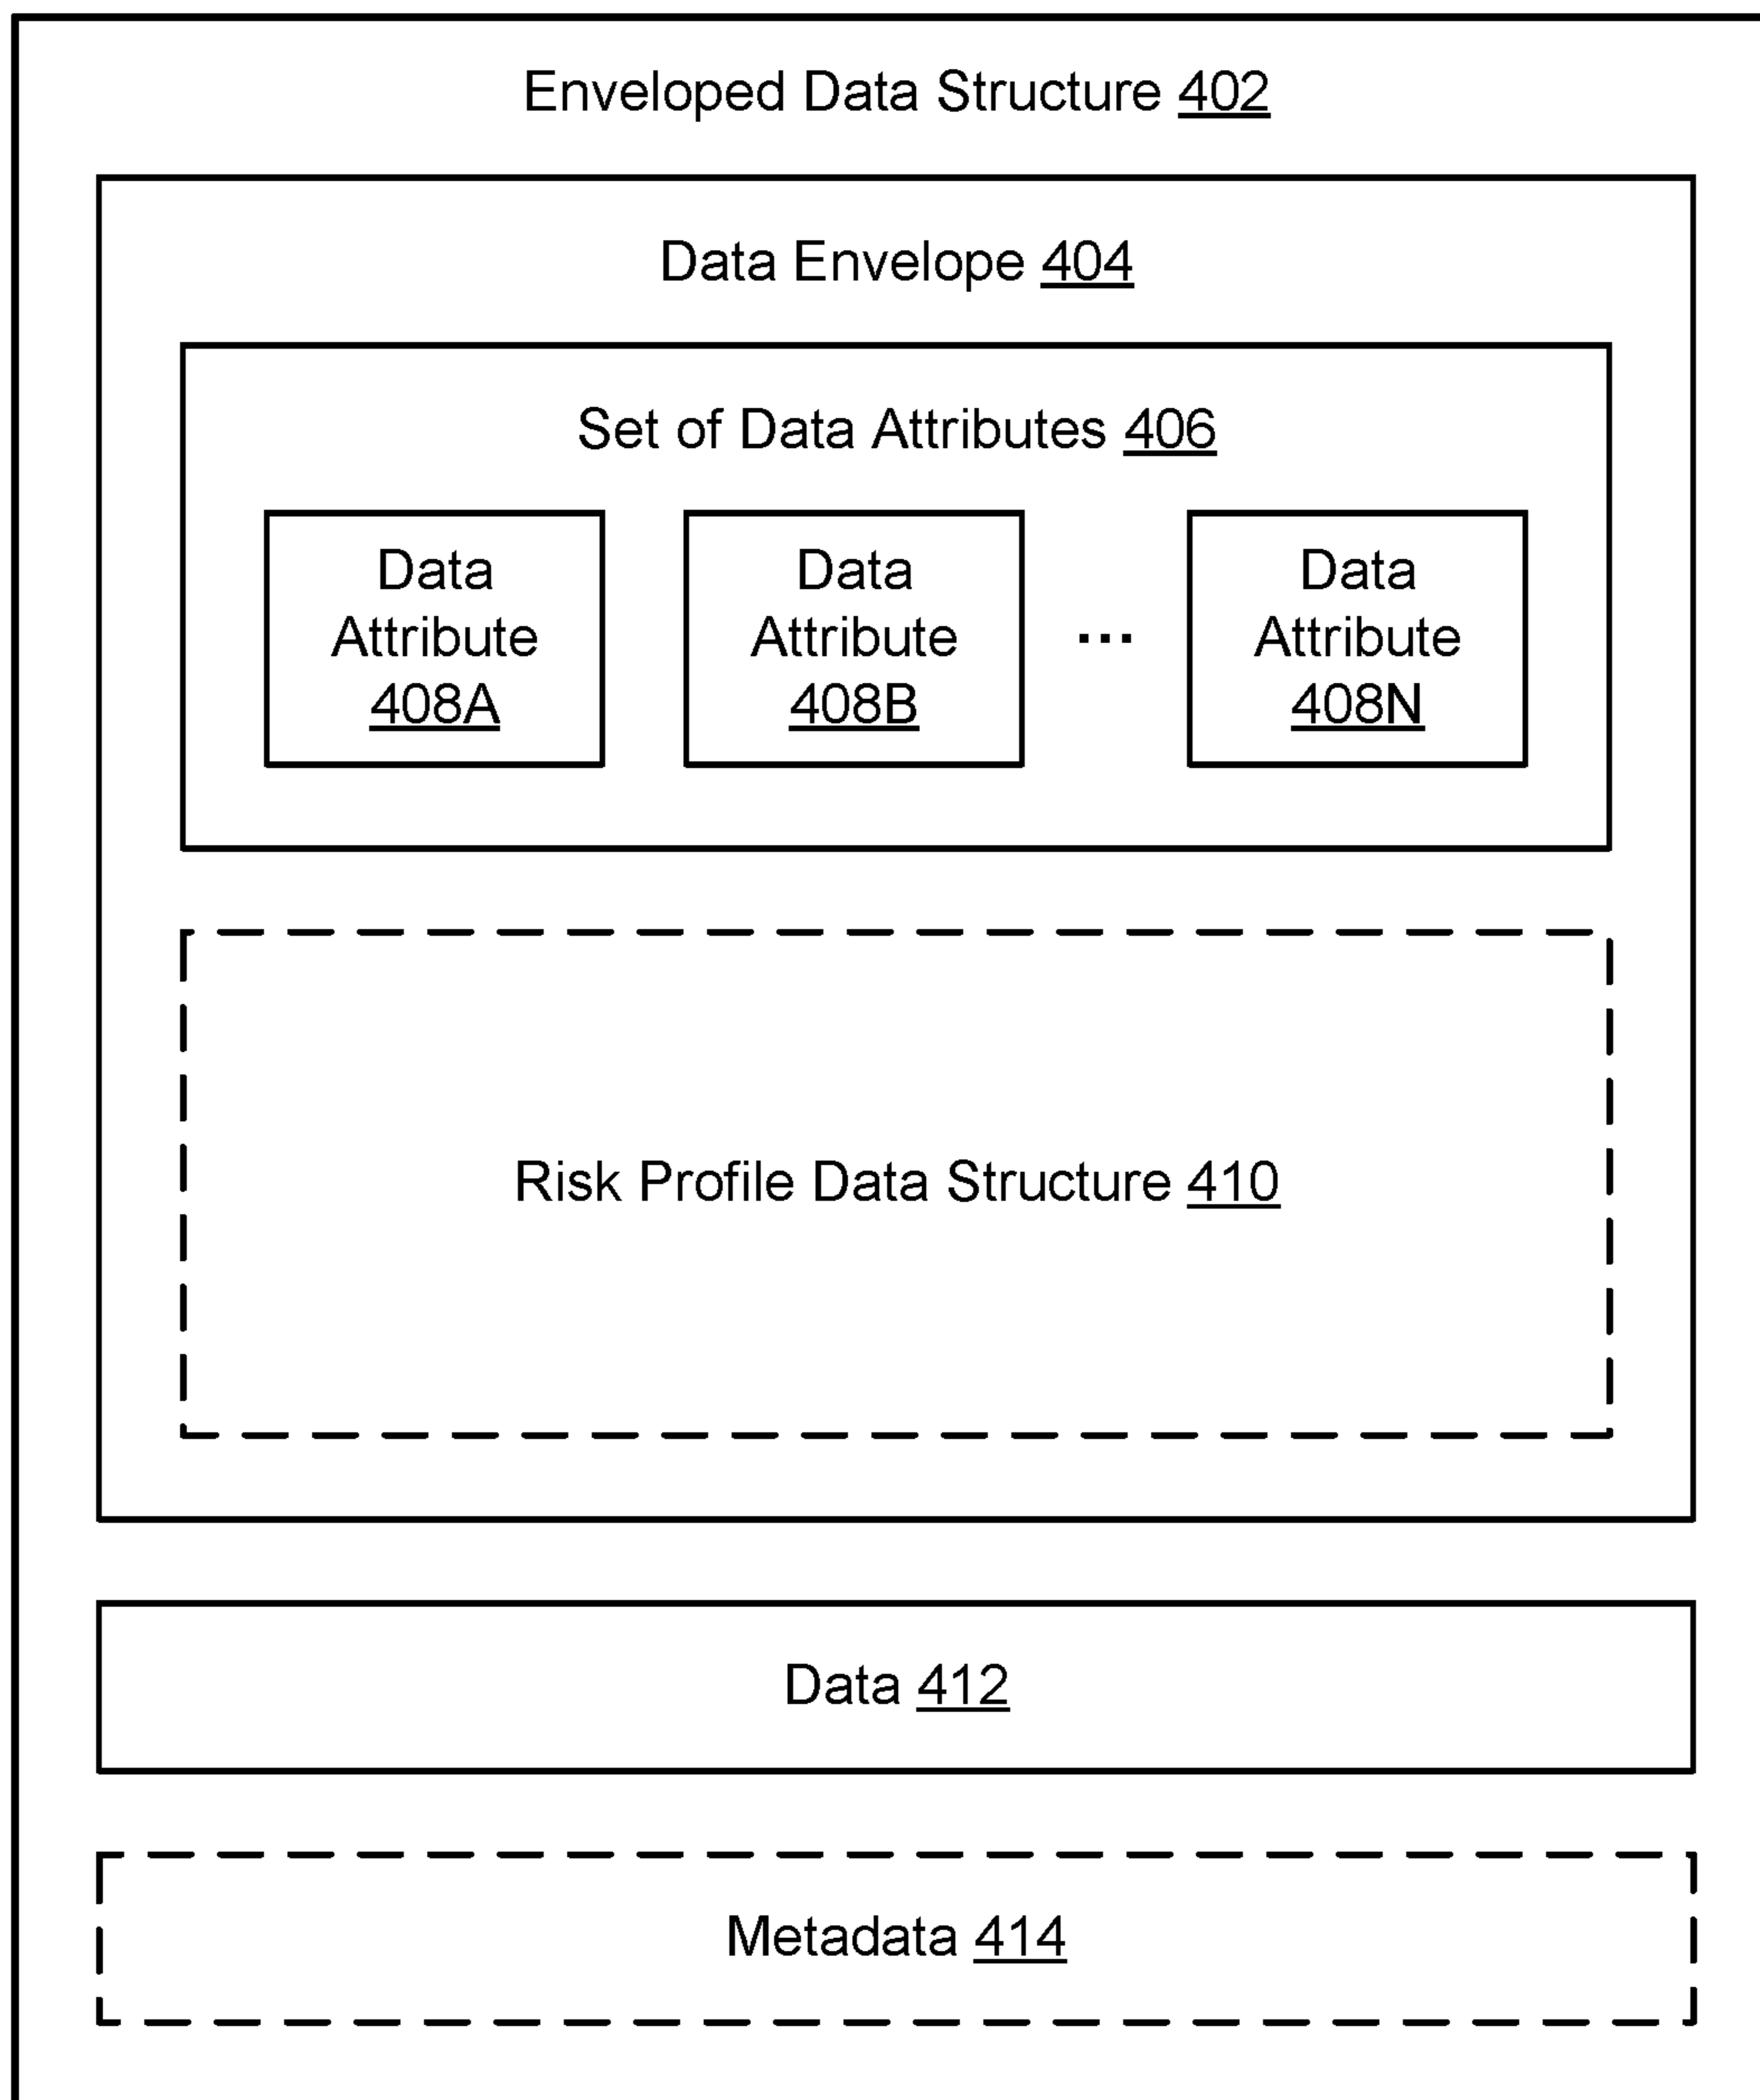 Enveloped Data Structure 402
Data Envelope 404
Set of Data Attributes 406
Data
Attribute
408A
Data
Attribute
408B
...
Data
Attribute
408N
Risk Profile Data Structure 410
Data 412
Metadata 414